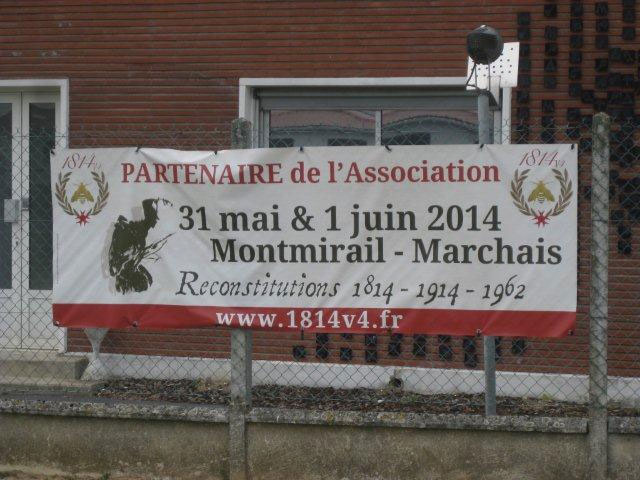 1814v4
1814v4
PARTENAIRE de l'Association
31 mai & 1 juin 2014
Montmirail - Marchais
Reconstitutions 1814 - 1914 - 1962
www.1814v4.fr